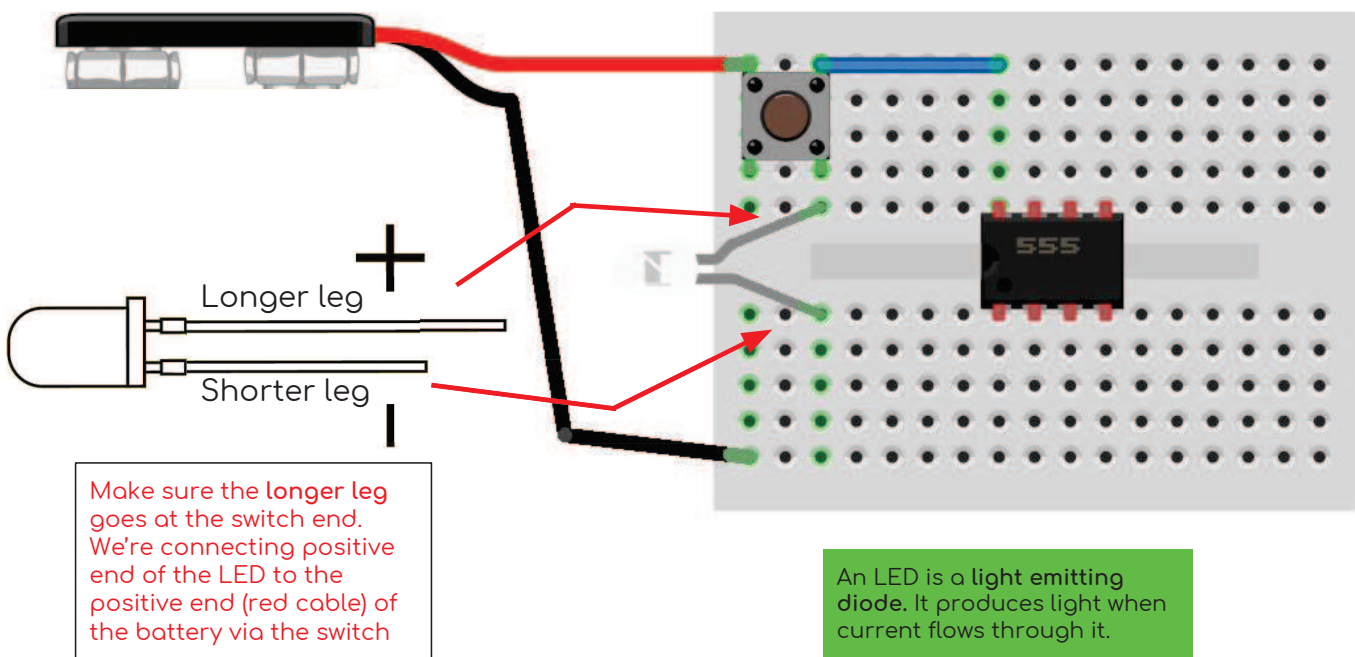 555
Longer leg
Shorter leg
Make sure the longer leg
goes at the switch end.
We're connecting positive
end of the LED to the
positive end (red cable) of
the battery via the switch
An LED is a light emitting
diode. It produces light when
current flows through it.